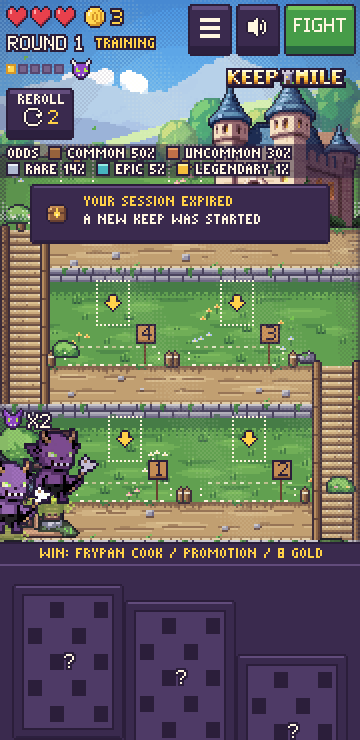 3
FIGHT
ROUND 1 TRAINING
KEEP MILE
REROLL
2
ODDS COMMON 50% UNCOMMON 30%
RARE 14% EPIC 5% LEGENDARY 1%
YOUR SESSION EXPIRED
A NEW KEEP WAS STARTED
4
3
X2
1
2
WIN: FRYPAN COOK / PROMOTION / 8 GOLD
?
?
?